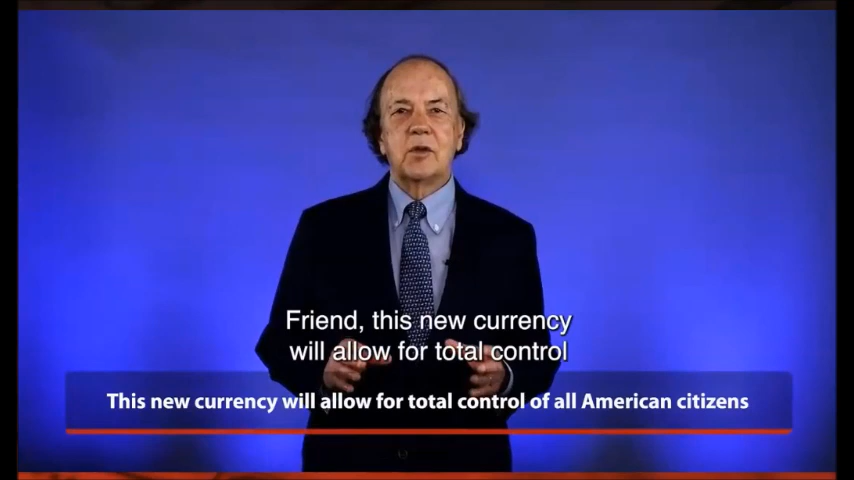 Friend, this new currency
will allow for total control
This new currency will allow for total control of all American citizens